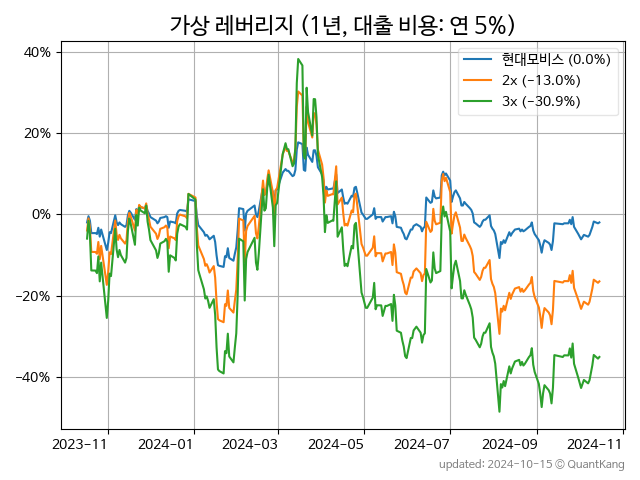 가상 레버리지 (1년, 대출 비용: 연 5%)
현대모비스 (0.0%)
2x (−13.0%)
3x (−30.9%)
40%
20%
0%
−20%
−40%
2023-11 2024-01 2024-03 2024-05 2024-07 2024-09 2024-11
updated: 2024-10-15 © QuantKang